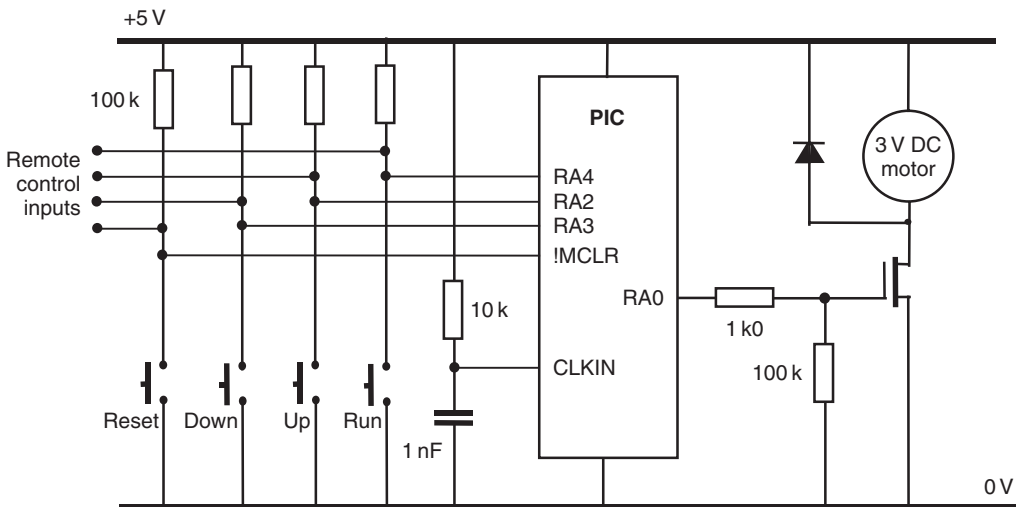 +5 V
100 k
PIC
3 V DC
motor
Remote
control
inputs
RA4
RA2
RA3
!MCLR
RA0
10 k
1 k0
CLKIN
100 k
Reset
Down
Up
Run
1 nF
0 V